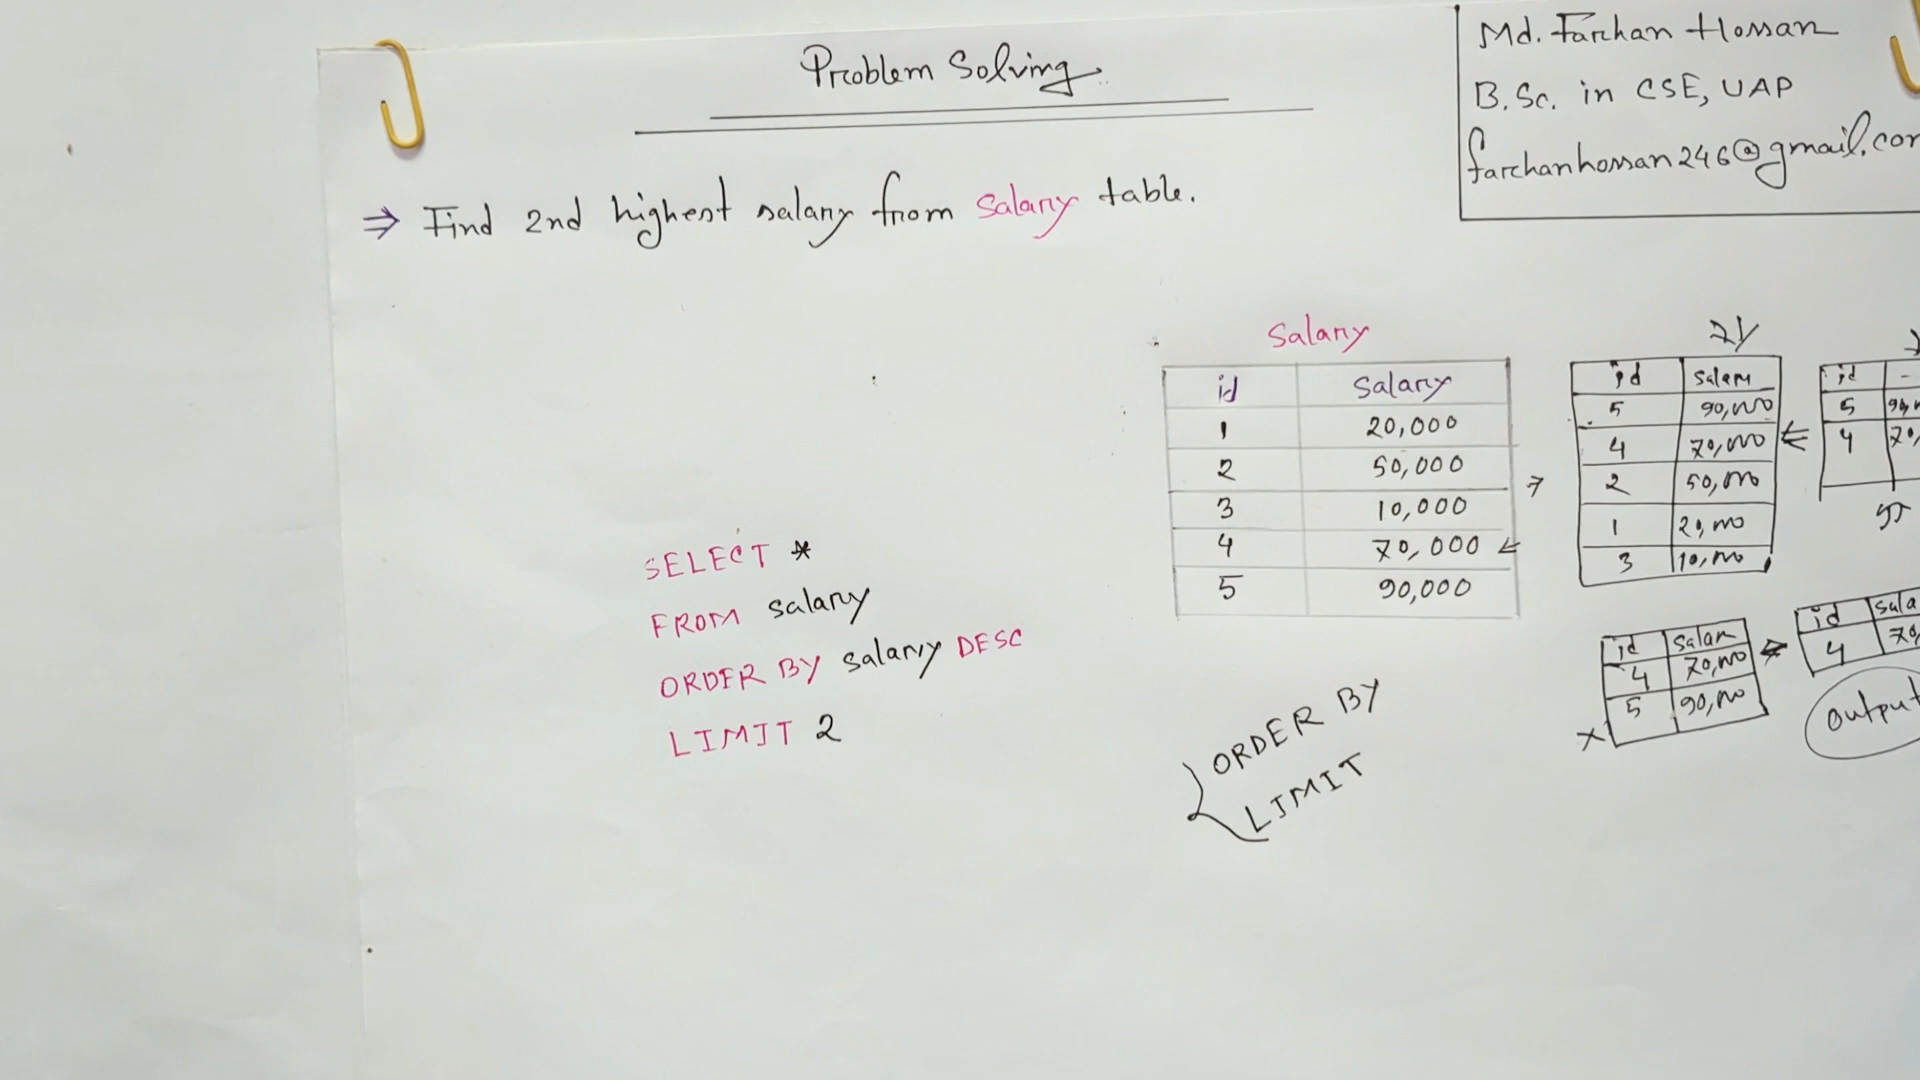 Problem Solving
Md. Farhan Hossan
B.Sc. in CSE, UAP
farhanhossan246@gmail.com
⇒ Find 2nd highest salary from Salary table.
Salary
id Salary
1 20,000
2 50,000
3 10,000
4 70,000
5 90,000
id Salary
5 90,000
4 70,000
2 50,000
1 20,000
3 10,000
id
5
4
SELECT *
FROM salary
ORDER BY salary DESC
LIMIT 2
id Salary
4 70,000
5 90,000
id Sala
4 70,
Output
ORDER BY
LIMIT